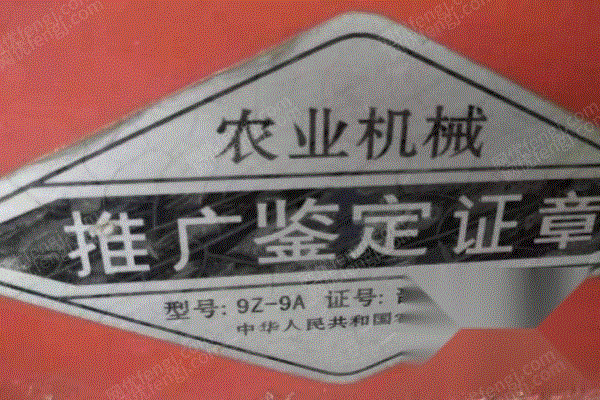 农业机械
推广鉴定证章
型号: 9Z-9A 证号:
中华人民共和国